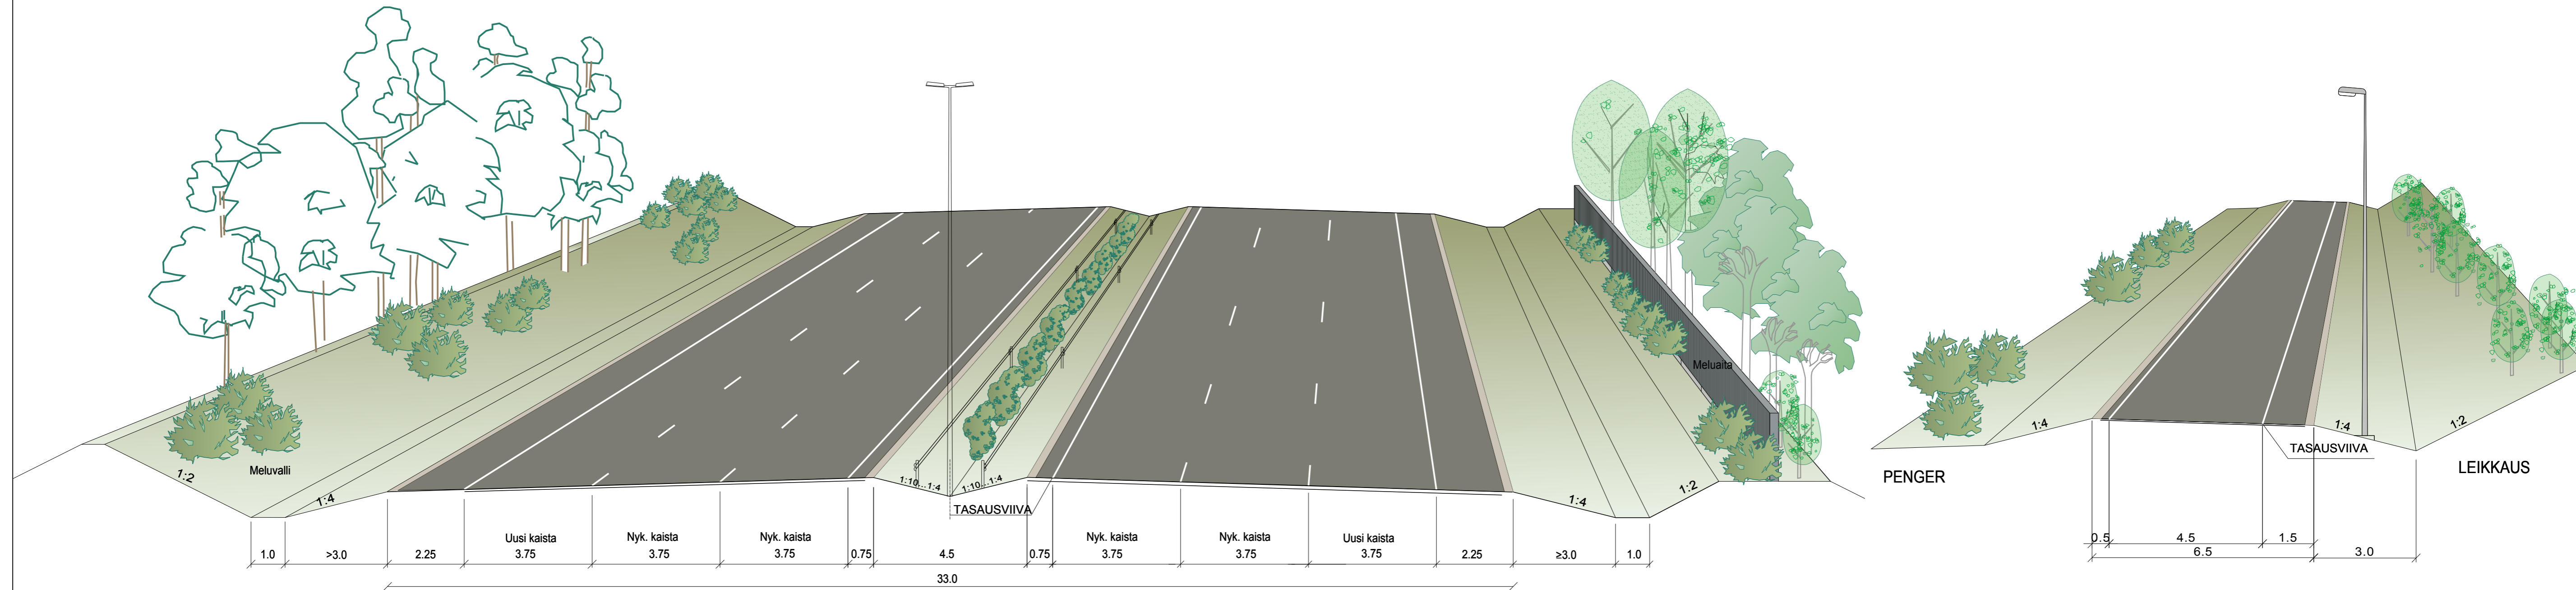 Meluaita
1:2
Meluvalli
1:4
1:10...1:4
1:10...1:4
TASAUSVIIVA
1:4
1:2
Uusi kaista
Nyk. kaista
Nyk. kaista
Nyk. kaista
Nyk. kaista
Uusi kaista
1.0
>3.0
2.25
3.75
3.75
3.75
0.75
4.5
0.75
3.75
3.75
3.75
2.25
≥3.0
1.0
33.0
1:4
1:4
1:2
TASAUSVIIVA
PENGER
LEIKKAUS
0.5
4.5
1.5
6.5
3.0